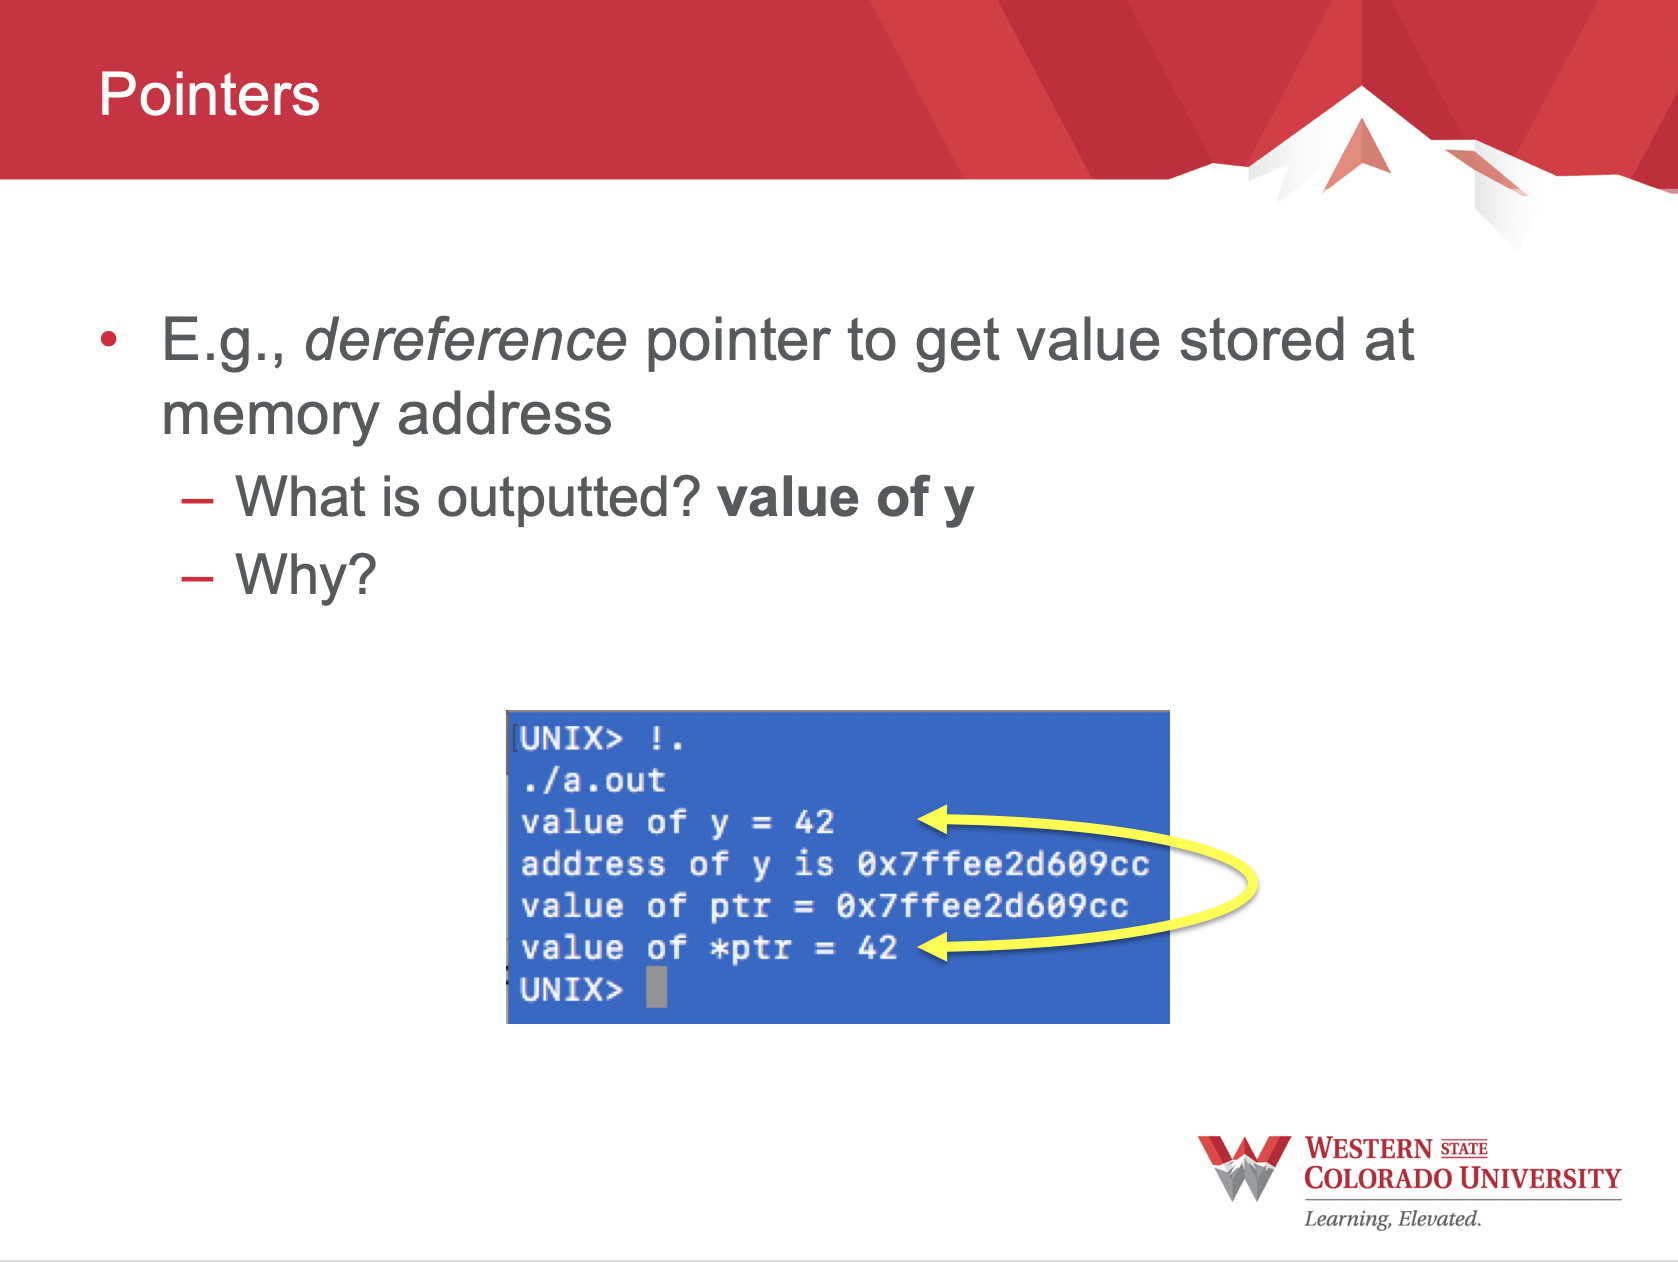 Pointers
• E.g., dereference pointer to get value stored at
memory address
– What is outputted? value of y
– Why?
[UNIX> !.
./a.out
value of y = 42
address of y is 0x7ffee2d609cc
value of ptr = 0x7ffee2d609cc
value of *ptr = 42
UNIX>
WESTERN STATE
COLORADO UNIVERSITY
Learning, Elevated.